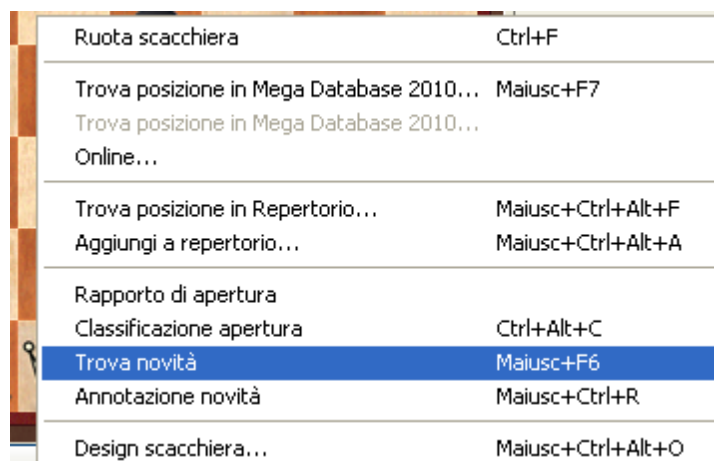 Ruota scacchiera Ctrl+F
Trova posizione in Mega Database 2010... Maiusc+F7
Trova posizione in Mega Database 2010...
Online...
Trova posizione in Repertorio... Maiusc+Ctrl+Alt+F
Aggiungi a repertorio... Maiusc+Ctrl+Alt+A
Rapporto di apertura
Classificazione apertura Ctrl+Alt+C
Trova novità Maiusc+F6
Annotazione novità Maiusc+Ctrl+R
Design scacchiera... Maiusc+Ctrl+Alt+O